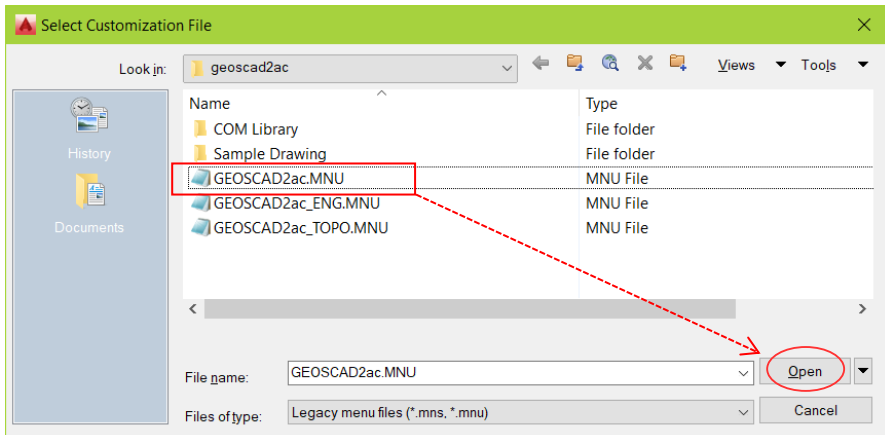 Select Customization File
Look in: geoscad2ac Views Tools
Name Type
History
Documents
COM Library File folder
Sample Drawing File folder
GEOSCAD2ac.MNU MNU File
GEOSCAD2ac_ENG.MNU MNU File
GEOSCAD2ac_TOPO.MNU MNU File
File name: GEOSCAD2ac.MNU Open
Files of type: Legacy menu files (*.mns, *.mnu) Cancel